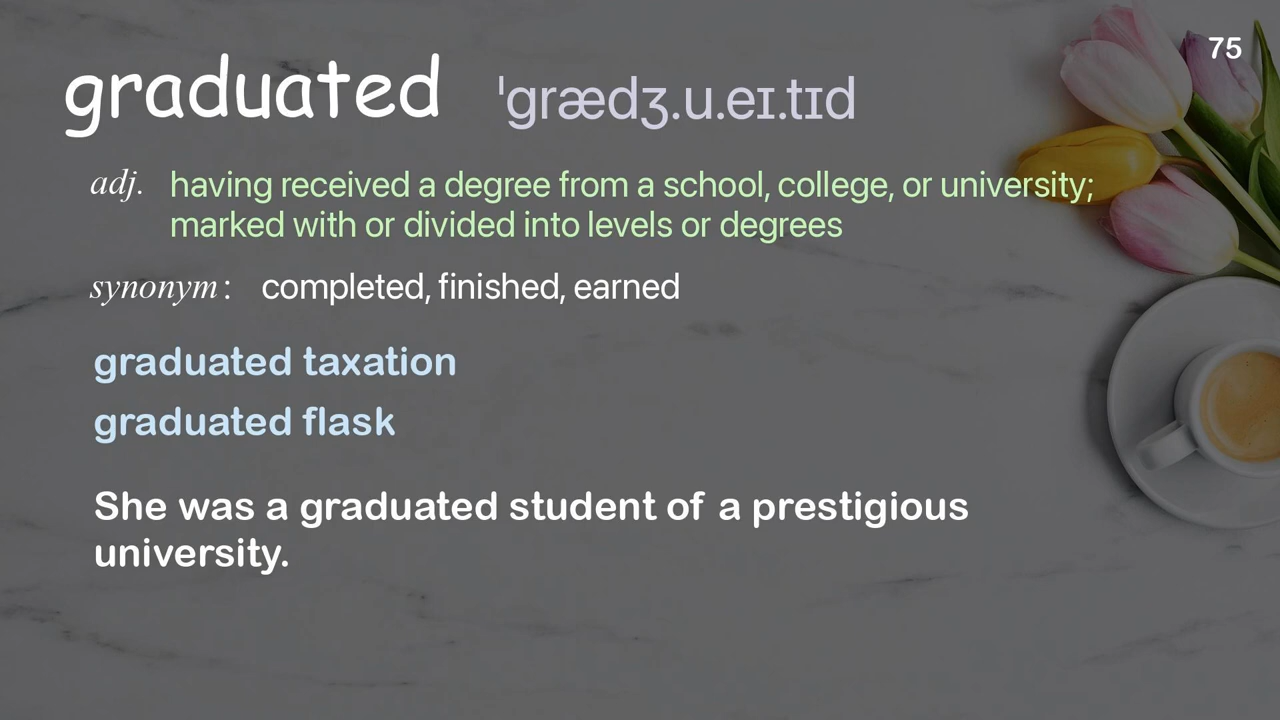 75
graduated ˈɡrædʒ.u.eɪ.tɪd
adj. having received a degree from a school, college, or university;
marked with or divided into levels or degrees
synonym : completed, finished, earned
graduated taxation
graduated flask
She was a graduated student of a prestigious
university.